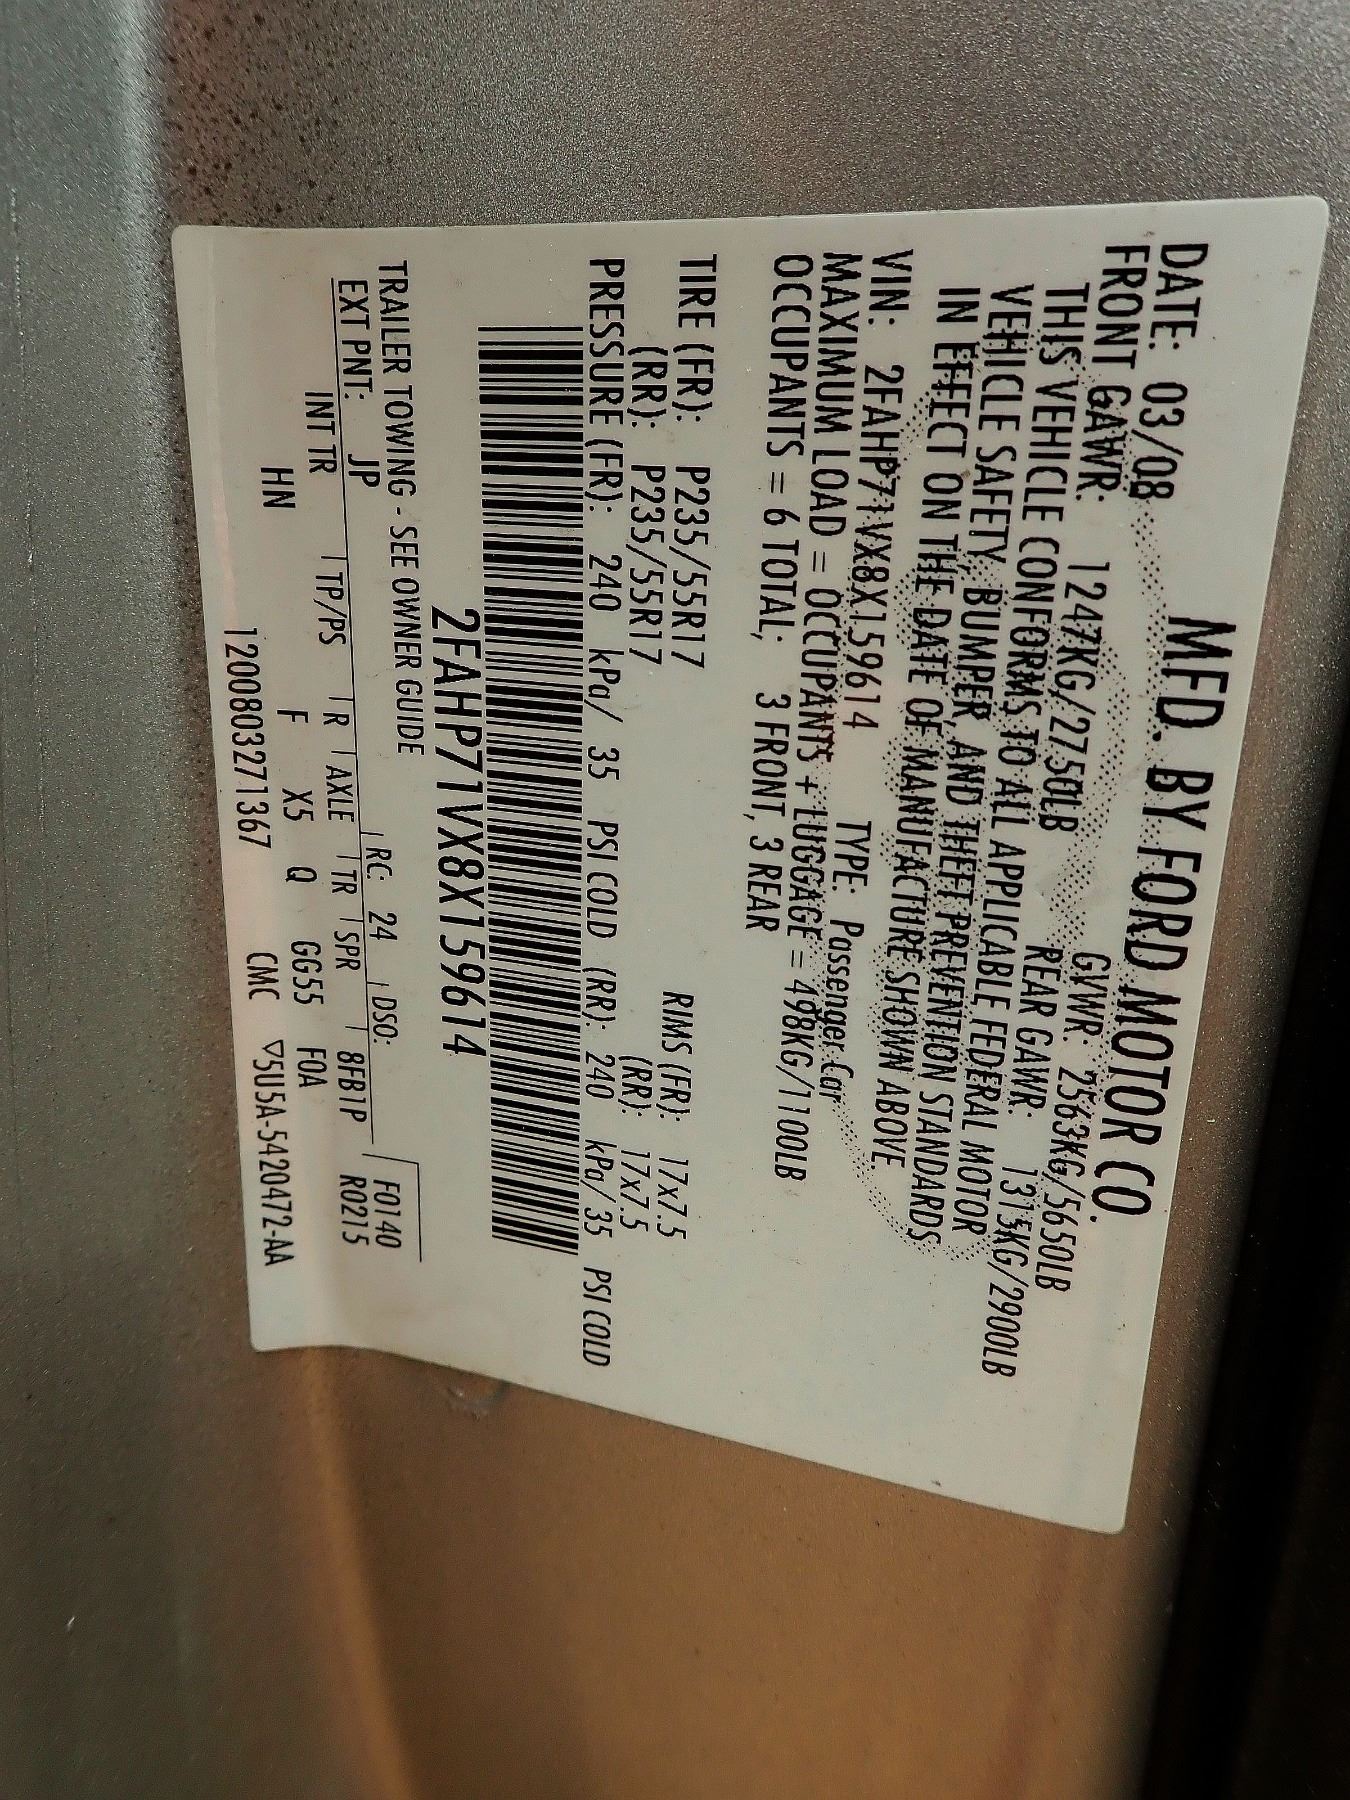 MFD. BY FORD MOTOR CO.
DATE: 03/08 GVWR: 2563KG/5650LB
FRONT GAWR: 1247KG/2750LB REAR GAWR: 1315KG/2900LB
THIS VEHICLE CONFORMS TO ALL APPLICABLE FEDERAL MOTOR
VEHICLE SAFETY, BUMPER, AND THEFT PREVENTION STANDARDS
IN EFFECT ON THE DATE OF MANUFACTURE SHOWN ABOVE.
VIN: 2FAHP71VX8X159614 TYPE: Passenger Car
MAXIMUM LOAD = OCCUPANTS + LUGGAGE = 498KG/1100LB
OCCUPANTS = 6 TOTAL; 3 FRONT, 3 REAR
TIRE (FR): P235/55R17 RIMS (FR): 17x7.5
(RR): P235/55R17 (RR): 17x7.5
PRESSURE (FR): 240 kPa/ 35 PSI COLD (RR): 240 kPa/ 35 PSI COLD
2FAHP71VX8X159614
TRAILER TOWING - SEE OWNER GUIDE F0140
EXT PNT: JP RC: 24 DSO: R0215
INT TR TP/PS R AXLE TR SPR 8FB1P
HN F X5 Q GG55 F0A
1200803271367 CMC ▽5U5A-5420472-AA